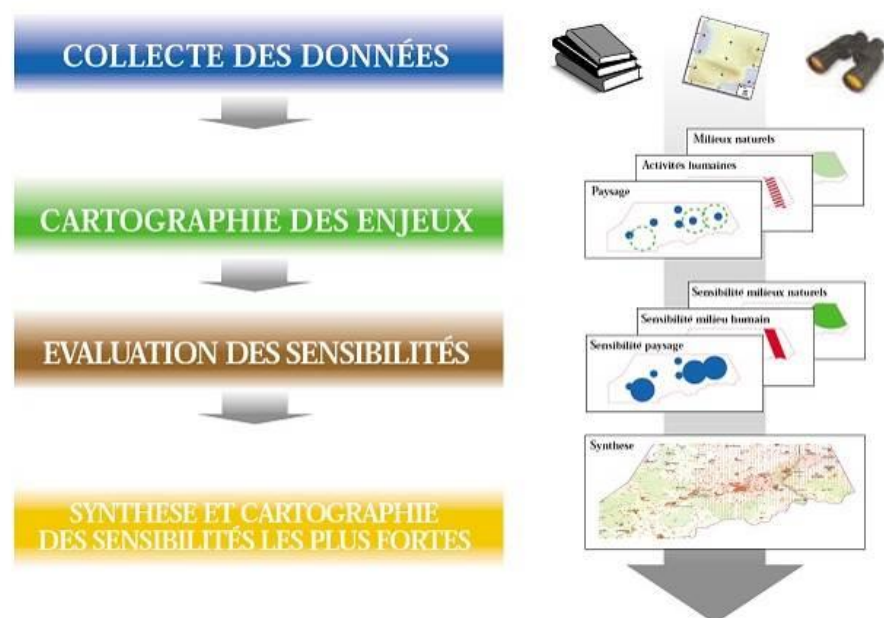 COLLECTE DES DONNÉES
CARTOGRAPHIE DES ENJEUX
EVALUATION DES SENSIBILITÉS
SYNTHESE ET CARTOGRAPHIE
DES SENSIBILITÉS LES PLUS FORTES
Milieux naturels
Activités humaines
Paysage
Sensibilité milieux naturels
Sensibilité milieu humain
Sensibilité paysage
Synthese